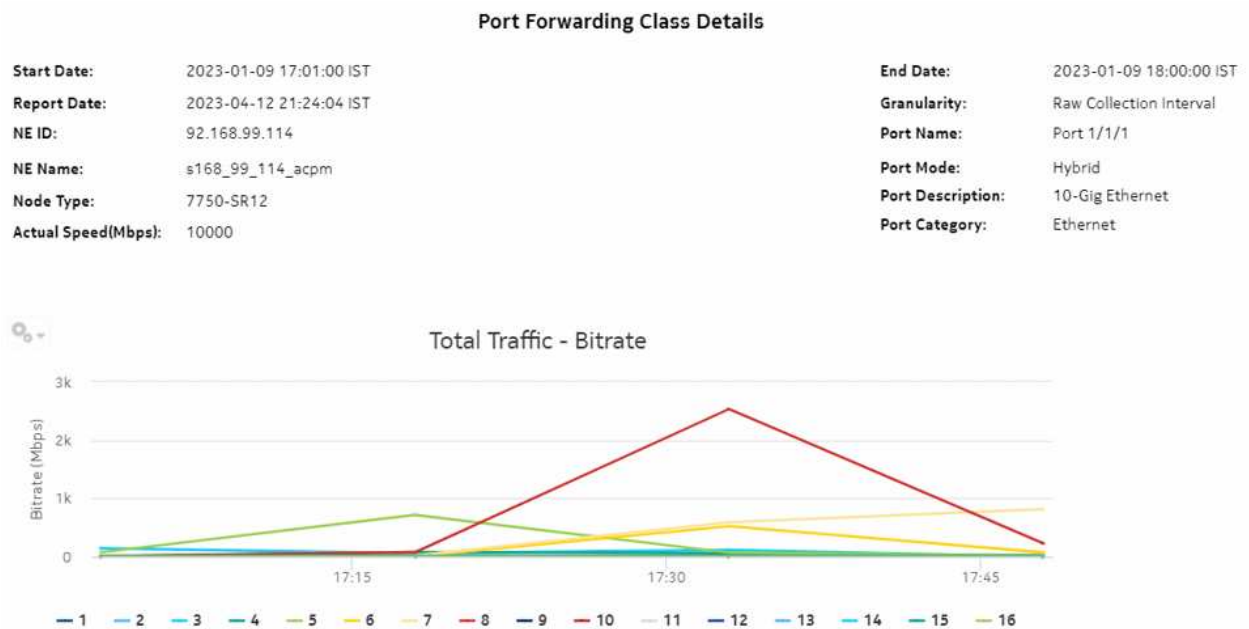 Port Forwarding Class Details
Start Date: 2023-01-09 17:01:00 IST
End Date: 2023-01-09 18:00:00 IST
Report Date: 2023-04-12 21:24:04 IST
Granularity: Raw Collection Interval
NE ID: 92.168.99.114
Port Name: Port 1/1/1
NE Name: s168_99_114_acpm
Port Mode: Hybrid
Node Type: 7750-SR12
Port Description: 10-Gig Ethernet
Actual Speed(Mbps): 10000
Port Category: Ethernet
Total Traffic - Bitrate
Bitrate (Mbps)
3k
2k
1k
0
17:15 17:30 17:45
1 2 3 4 5 6 7 8 9 10 11 12 13 14 15 16